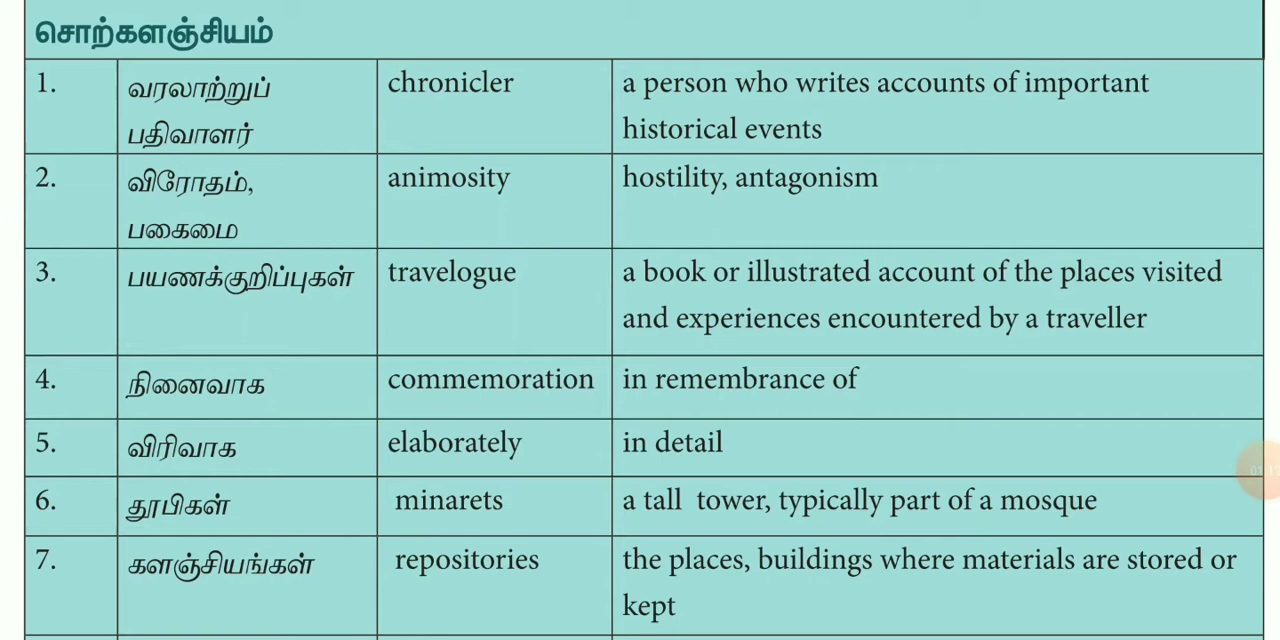 சொற்களஞ்சியம்
1. வரலாற்றுப் chronicler a person who writes accounts of important
பதிவாளர் historical events
2. விரோதம், animosity hostility, antagonism
பகைமை
3. பயணக்குறிப்புகள் travelogue a book or illustrated account of the places visited
and experiences encountered by a traveller
4. நினைவாக commemoration in remembrance of
5. விரிவாக elaborately in detail
6. தூபிகள் minarets a tall tower, typically part of a mosque
7. களஞ்சியங்கள் repositories the places, buildings where materials are stored or
kept